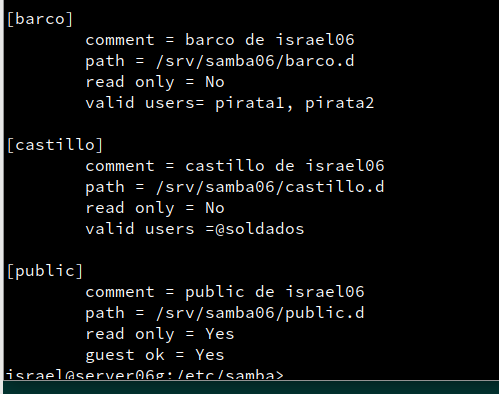 [barco]
comment = barco de israel06
path = /srv/samba06/barco.d
read only = No
valid users= pirata1, pirata2
[castillo]
comment = castillo de israel06
path = /srv/samba06/castillo.d
read only = No
valid users =@soldados
[public]
comment = public de israel06
path = /srv/samba06/public.d
read only = Yes
guest ok = Yes
israel@server06g:/etc/samba>